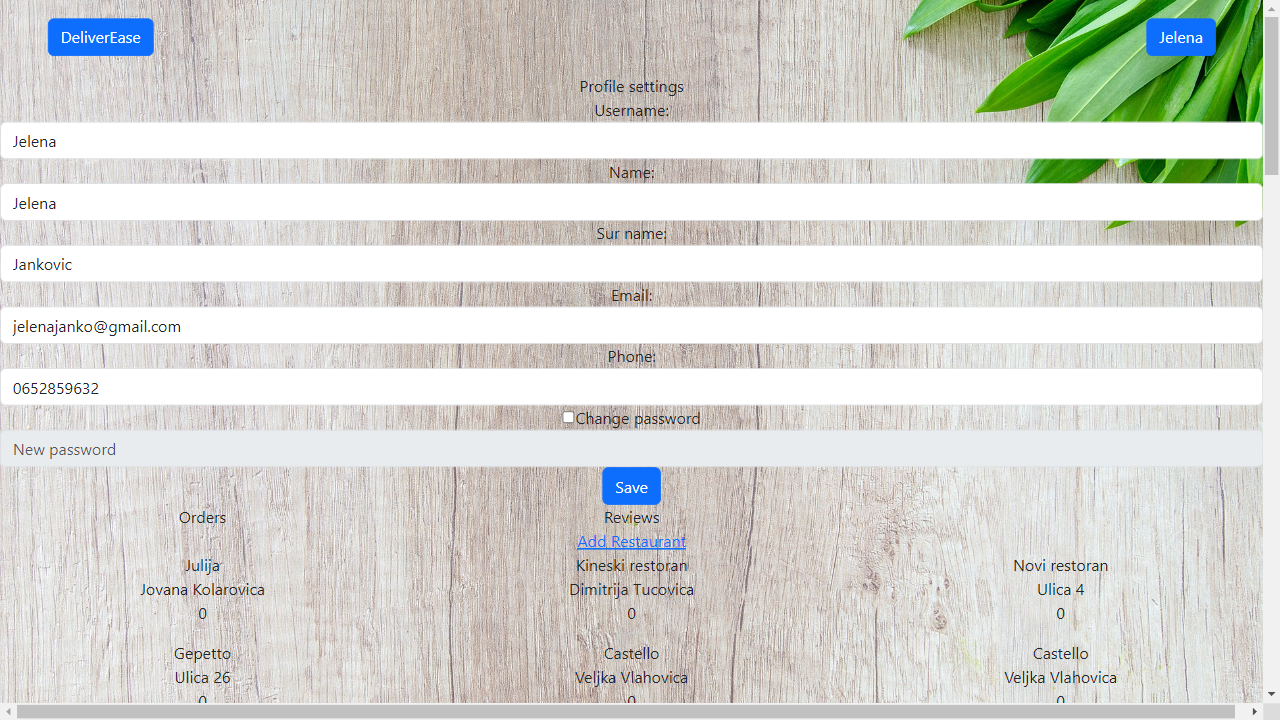 DeliverEase
Jelena
Profile settings
Username:
Jelena
Name:
Jelena
Sur name:
Jankovic
Email:
jelenajanko@gmail.com
Phone:
0652859632
Change password
New password
Save
Orders
Reviews
Add Restaurant
Julija
Jovana Kolarovica
0
Kineski restoran
Dimitrija Tucovica
0
Novi restoran
Ulica 4
0
Gepetto
Ulica 26
0
Castello
Veljka Vlahovica
0
Castello
Veljka Vlahovica
0